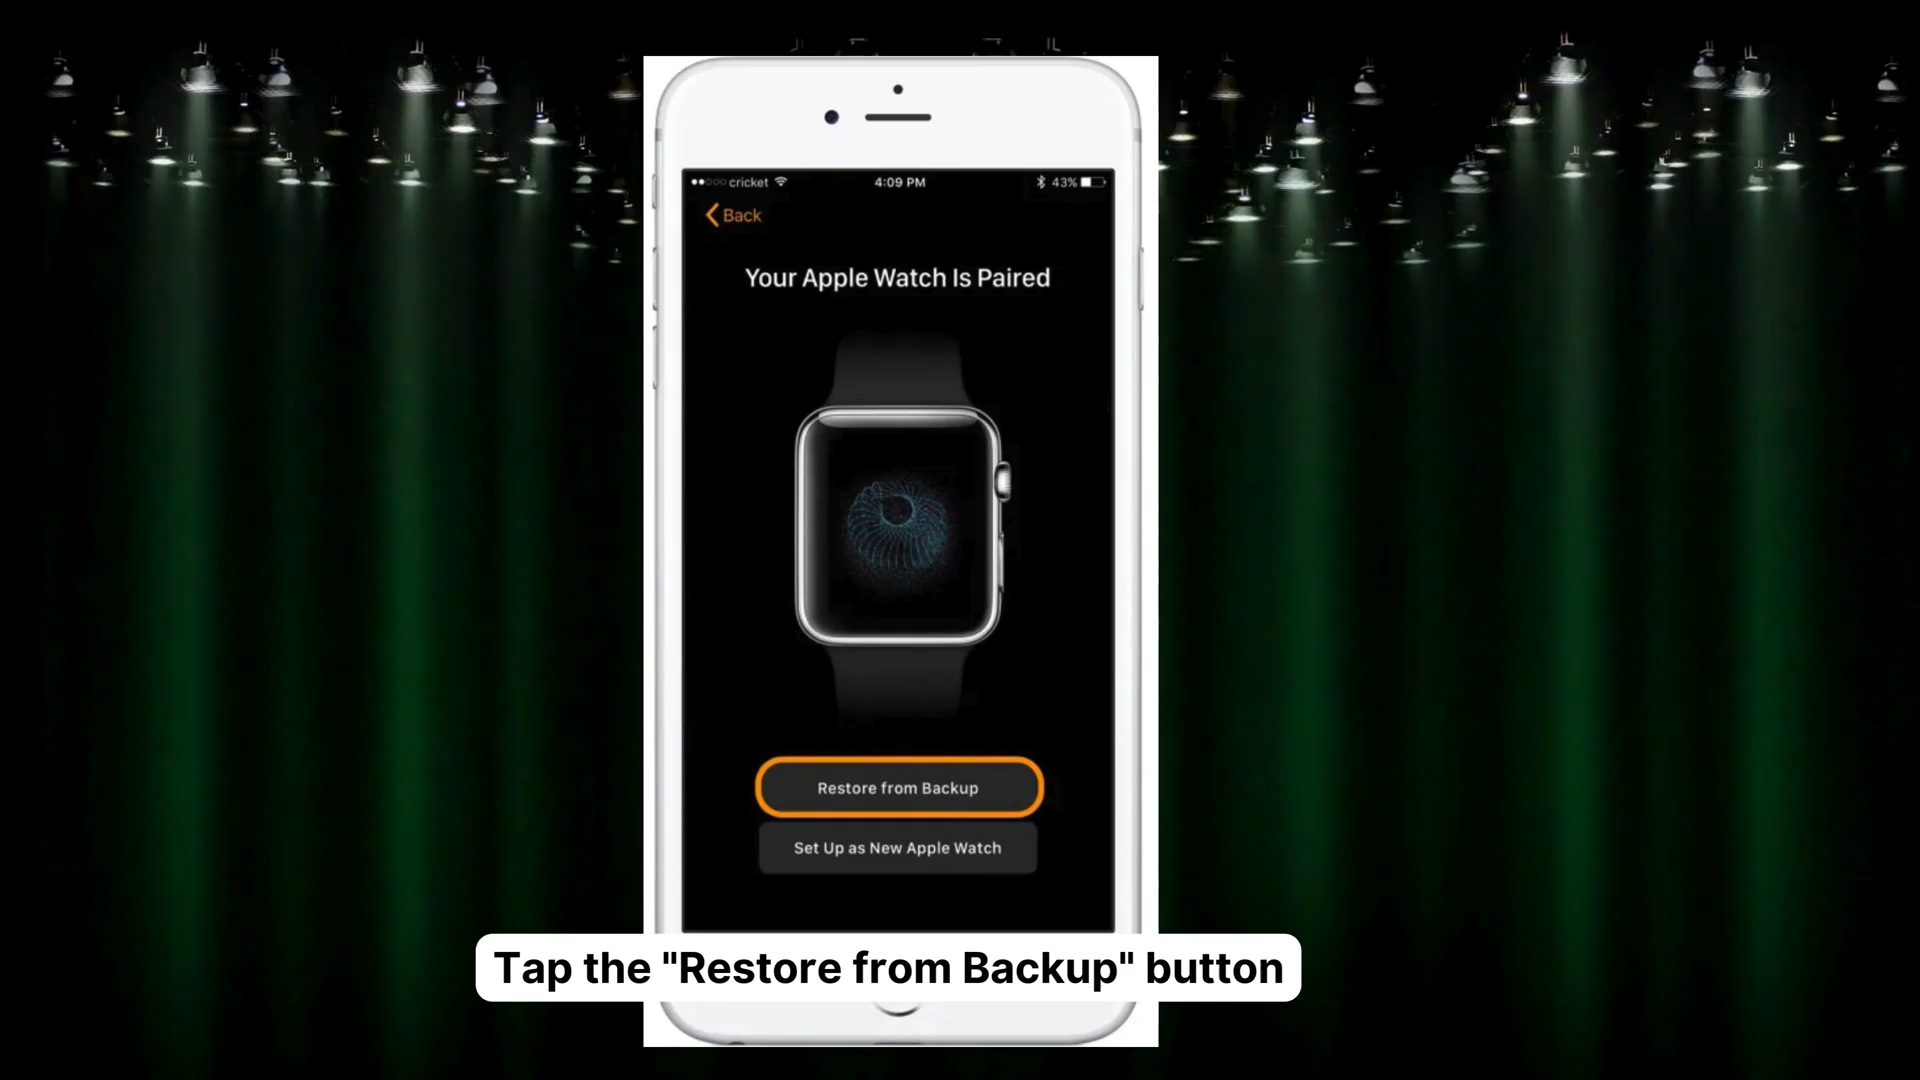 cricket 4:09 PM 43%
Back
Your Apple Watch Is Paired
Restore from Backup
Set Up as New Apple Watch
Tap the "Restore from Backup" button